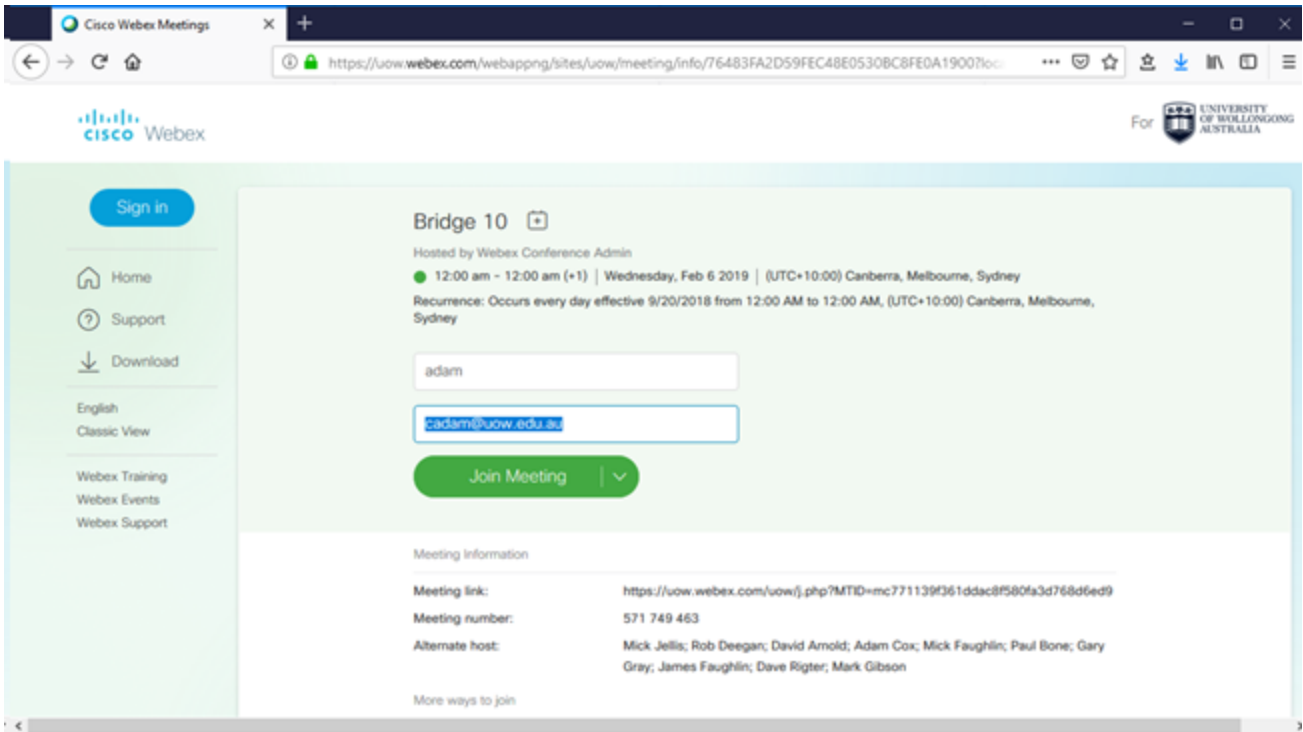 Cisco Webex Meetings
https://uow.webex.com/webappng/sites/uow/meeting/info/76483FA2D59FEC48E0530BC8FE0A1900?loc
cisco Webex
For UNIVERSITY
OF WOLLONGONG
AUSTRALIA
Sign in
Home
Support
Download
English
Classic View
Webex Training
Webex Events
Webex Support
Bridge 10
Hosted by Webex Conference Admin
12:00 am - 12:00 am (+1) | Wednesday, Feb 6 2019 | (UTC+10:00) Canberra, Melbourne, Sydney
Recurrence: Occurs every day effective 9/20/2018 from 12:00 AM to 12:00 AM, (UTC+10:00) Canberra, Melbourne,
Sydney
adam
cadam@uow.edu.au
Join Meeting
Meeting Information
Meeting link: https://uow.webex.com/uow/j.php?MTID=mc771139f361ddac8f580fa3d768d6ed9
Meeting number: 571 749 463
Alternate host: Mick Jellis; Rob Deegan; David Arnold; Adam Cox; Mick Faughlin; Paul Bone; Gary
Gray; James Faughlin; Dave Rigter; Mark Gibson
More ways to join